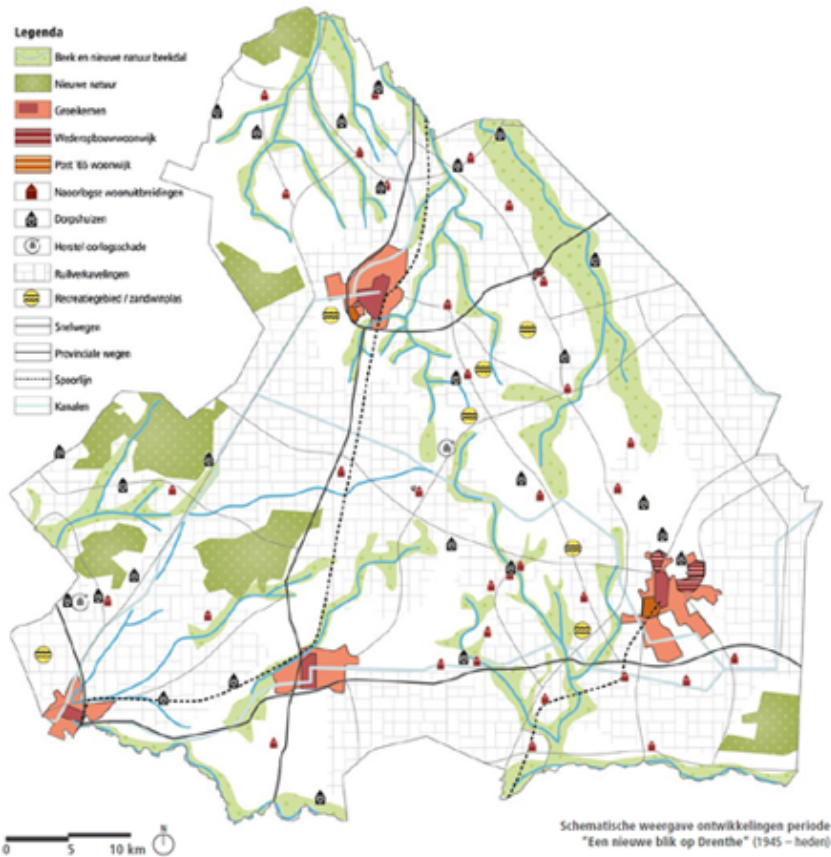 Legenda
Beek en nieuwe natuur beekdal
Nieuwe natuur
Groeikernen
Wederopbouwwoonwijk
Post '65 woonwijk
Naoorlogse woonuitbreidingen
Dorpshuizen
Herstel oorlogsschade
Ruilverkavelingen
Recreatiegebied / zandwinplas
Snelwegen
Provinciale wegen
Spoorlijn
Kanalen
N
0 5 10 km
Schematische weergave ontwikkelingen periode
"Een nieuwe blik op Drenthe" (1945 – heden)